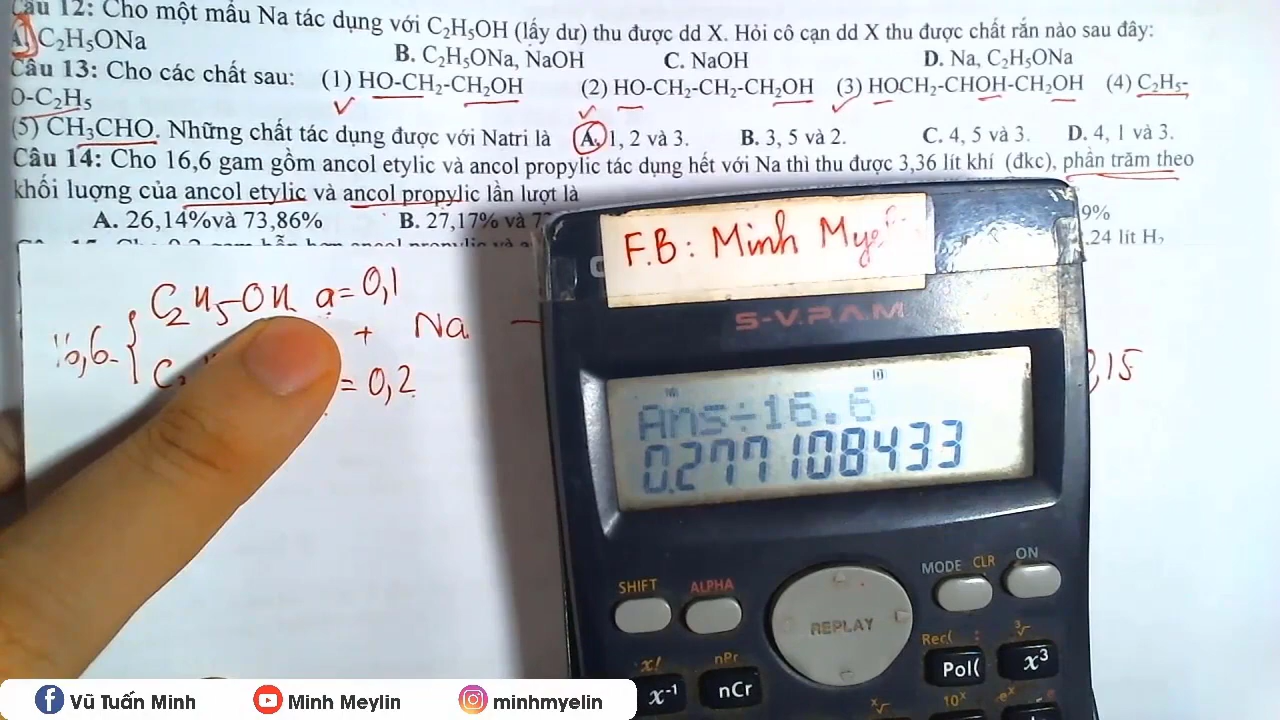 Câu 12: Cho một mẩu Na tác dụng với C₂H₅OH (lấy dư) thu được dd X. Hỏi cô cạn dd X thu được chất rắn nào sau đây:
A. C₂H₅ONa B. C₂H₅ONa, NaOH C. NaOH D. Na, C₂H₅ONa
Câu 13: Cho các chất sau: (1) HO-CH₂-CH₂OH (2) HO-CH₂-CH₂-CH₂OH (3) HOCH₂-CHOH-CH₂OH (4) C₂H₅-
O-C₂H₅
(5) CH₃CHO. Những chất tác dụng được với Natri là A. 1, 2 và 3. B. 3, 5 và 2. C. 4, 5 và 3. D. 4, 1 và 3.
Câu 14: Cho 16,6 gam gồm ancol etylic và ancol propylic tác dụng hết với Na thì thu được 3,36 lít khí (đkc), phần trăm theo
khối lượng của ancol etylic và ancol propylic lần lượt là
A. 26,14%và 73,86% B. 27,17% và 9%
.24 lít H₂
F.B: Minh
16,6 C₂H₅-OH a=0,1
+ Na
= 0,2
,15
S-V.P.A.M
Ans÷16.6
0.277108433
SHIFT ALPHA REPLAY MODE CLR ON
x! nPr Rec( : ³√
x⁻¹ nCr Pol( x³
ˣ√ 10ˣ eˣ e
Vũ Tuấn Minh Minh Meylin minhmyelin